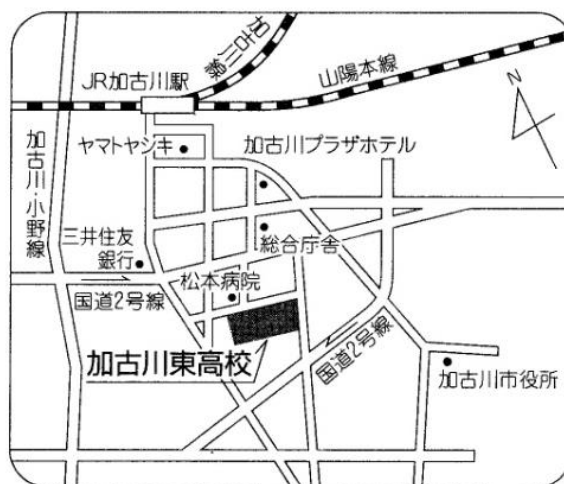 加古川線
JR加古川駅
山陽本線
N
ヤマトヤシキ
加古川プラザホテル
加古川・小野線
三井住友
銀行
総合庁舎
松本病院
国道2号線
加古川東高校
国道2号線
加古川市役所